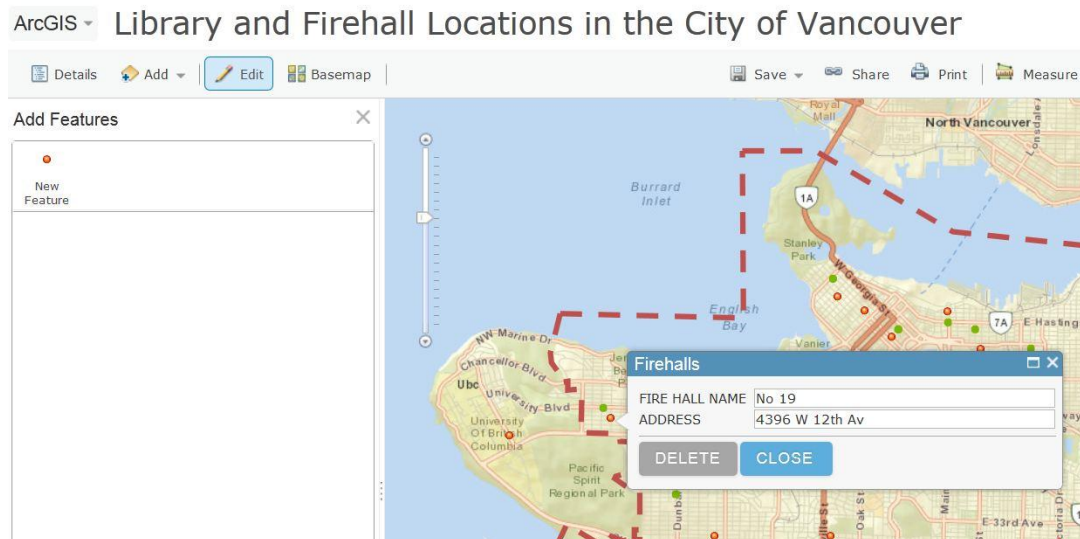 ArcGIS Library and Firehall Locations in the City of Vancouver
Details Add Edit Basemap Save Share Print Measure
Add Features
New
Feature
Royal
Mall
North Vancouver
Lonsdale
Burrard
Inlet
1A
Stanley
Park
W Georgia St
English
Bay
7A
E Hasting
NW Marine Dr
Vanier
Chancellor Blvd
Ubc
University Blvd
University
Of British
Columbia
Pacific
Spirit
Regional Park
Firehalls
FIRE HALL NAME No 19
ADDRESS 4396 W 12th Av
DELETE CLOSE
Dunb
Oak St
Main
E 33rd Ave